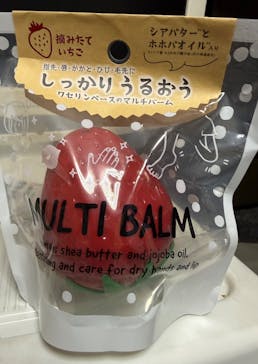 摘みたて
いちご
シアバターと
ホホバオイル入り
指先・唇・かかと・ひじ・毛先に
しっかりうるおう
ワセリンベースのマルチバーム
MULTI BALM
shea butter and jojoba oil.
and care for dry hands and lip